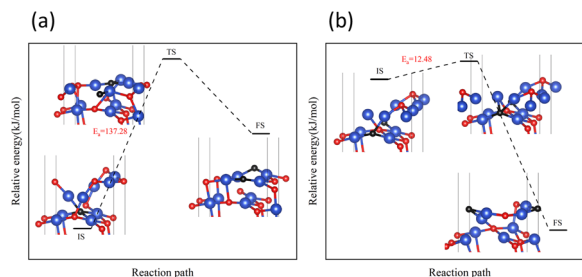 (a)
TS
Eₐ=137.28
FS
IS
Relative energy(kJ/mol)
Reaction path
(b)
Eₐ=12.48
TS
IS
FS
Relative energy(kJ/mol)
Reaction path